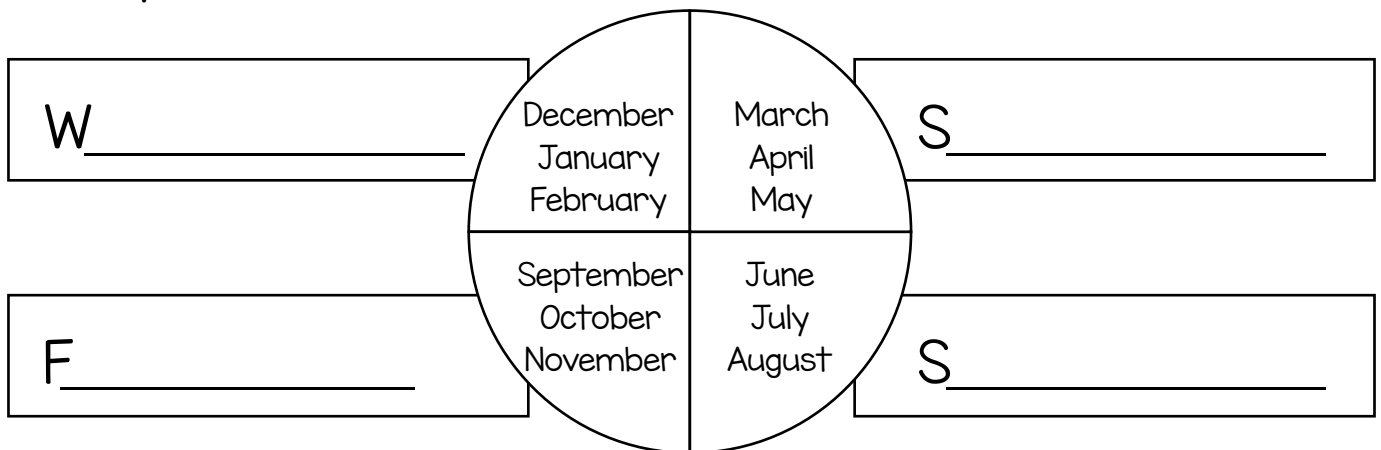 W
December
January
February
March
April
May
S
F
September
October
November
June
July
August
S